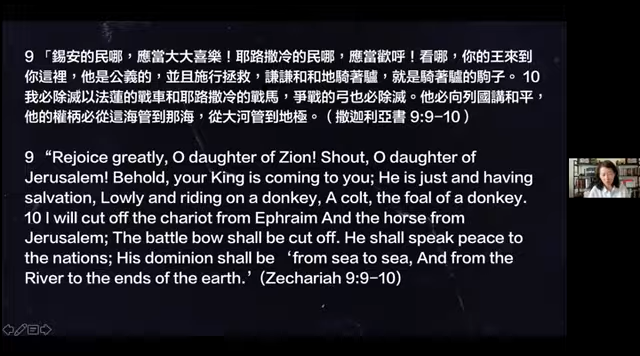 9 「錫安的民哪，應當大大喜樂！耶路撒冷的民哪，應當歡呼！看哪，你的王來到
你這裡，他是公義的，並且施行拯救，謙謙和和地騎著驢，就是騎著驢的駒子。 10
我必除滅以法蓮的戰車和耶路撒冷的戰馬，爭戰的弓也必除滅。他必向列國講和平，
他的權柄必從這海管到那海，從大河管到地極。（撒迦利亞書 9:9-10）
9 “Rejoice greatly, O daughter of Zion! Shout, O daughter of
Jerusalem! Behold, your King is coming to you; He is just and having
salvation, Lowly and riding on a donkey, A colt, the foal of a donkey.
10 I will cut off the chariot from Ephraim And the horse from
Jerusalem; The battle bow shall be cut off. He shall speak peace to
the nations; His dominion shall be ‘from sea to sea, And from the
River to the ends of the earth.’ (Zechariah 9:9-10)